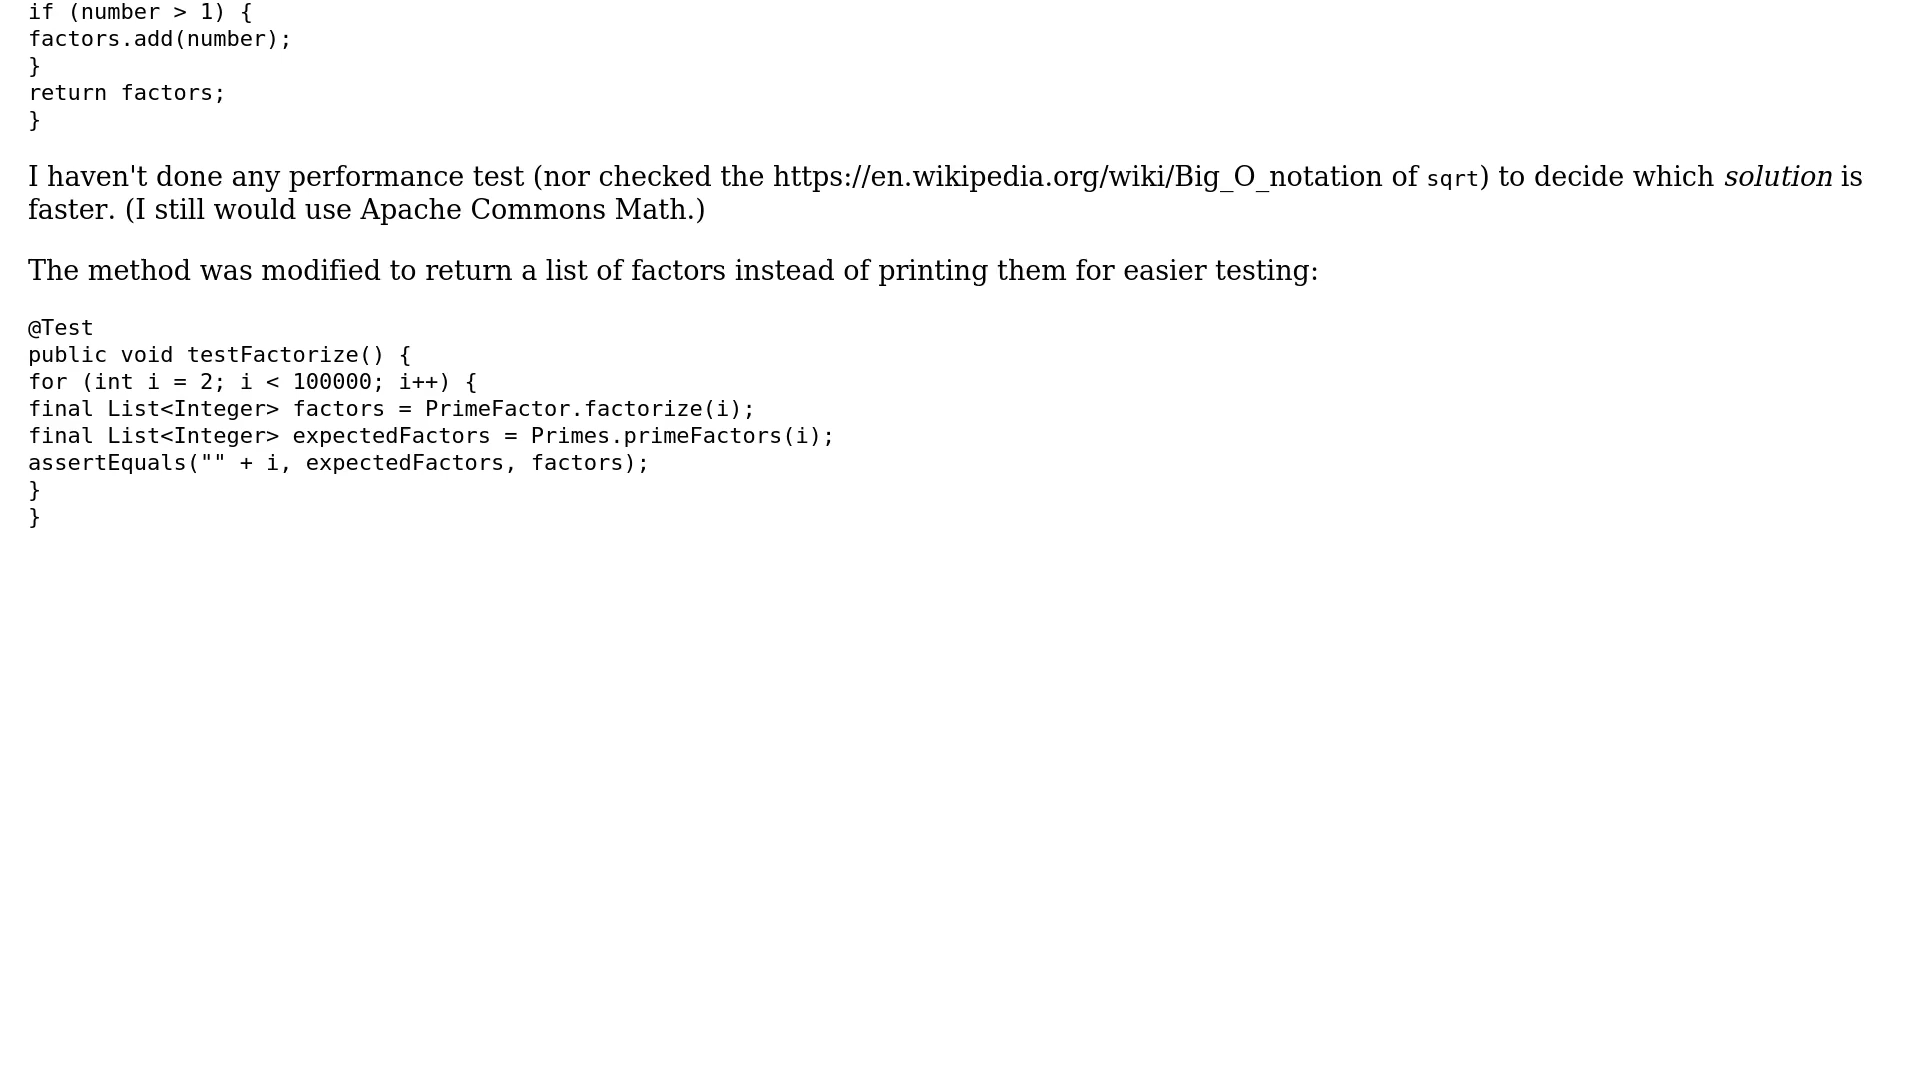 if (number > 1) {
factors.add(number);
}
return factors;
}
I haven't done any performance test (nor checked the https://en.wikipedia.org/wiki/Big_O_notation of sqrt) to decide which solution is
faster. (I still would use Apache Commons Math.)
The method was modified to return a list of factors instead of printing them for easier testing:
@Test
public void testFactorize() {
for (int i = 2; i < 100000; i++) {
final List<Integer> factors = PrimeFactor.factorize(i);
final List<Integer> expectedFactors = Primes.primeFactors(i);
assertEquals("" + i, expectedFactors, factors);
}
}